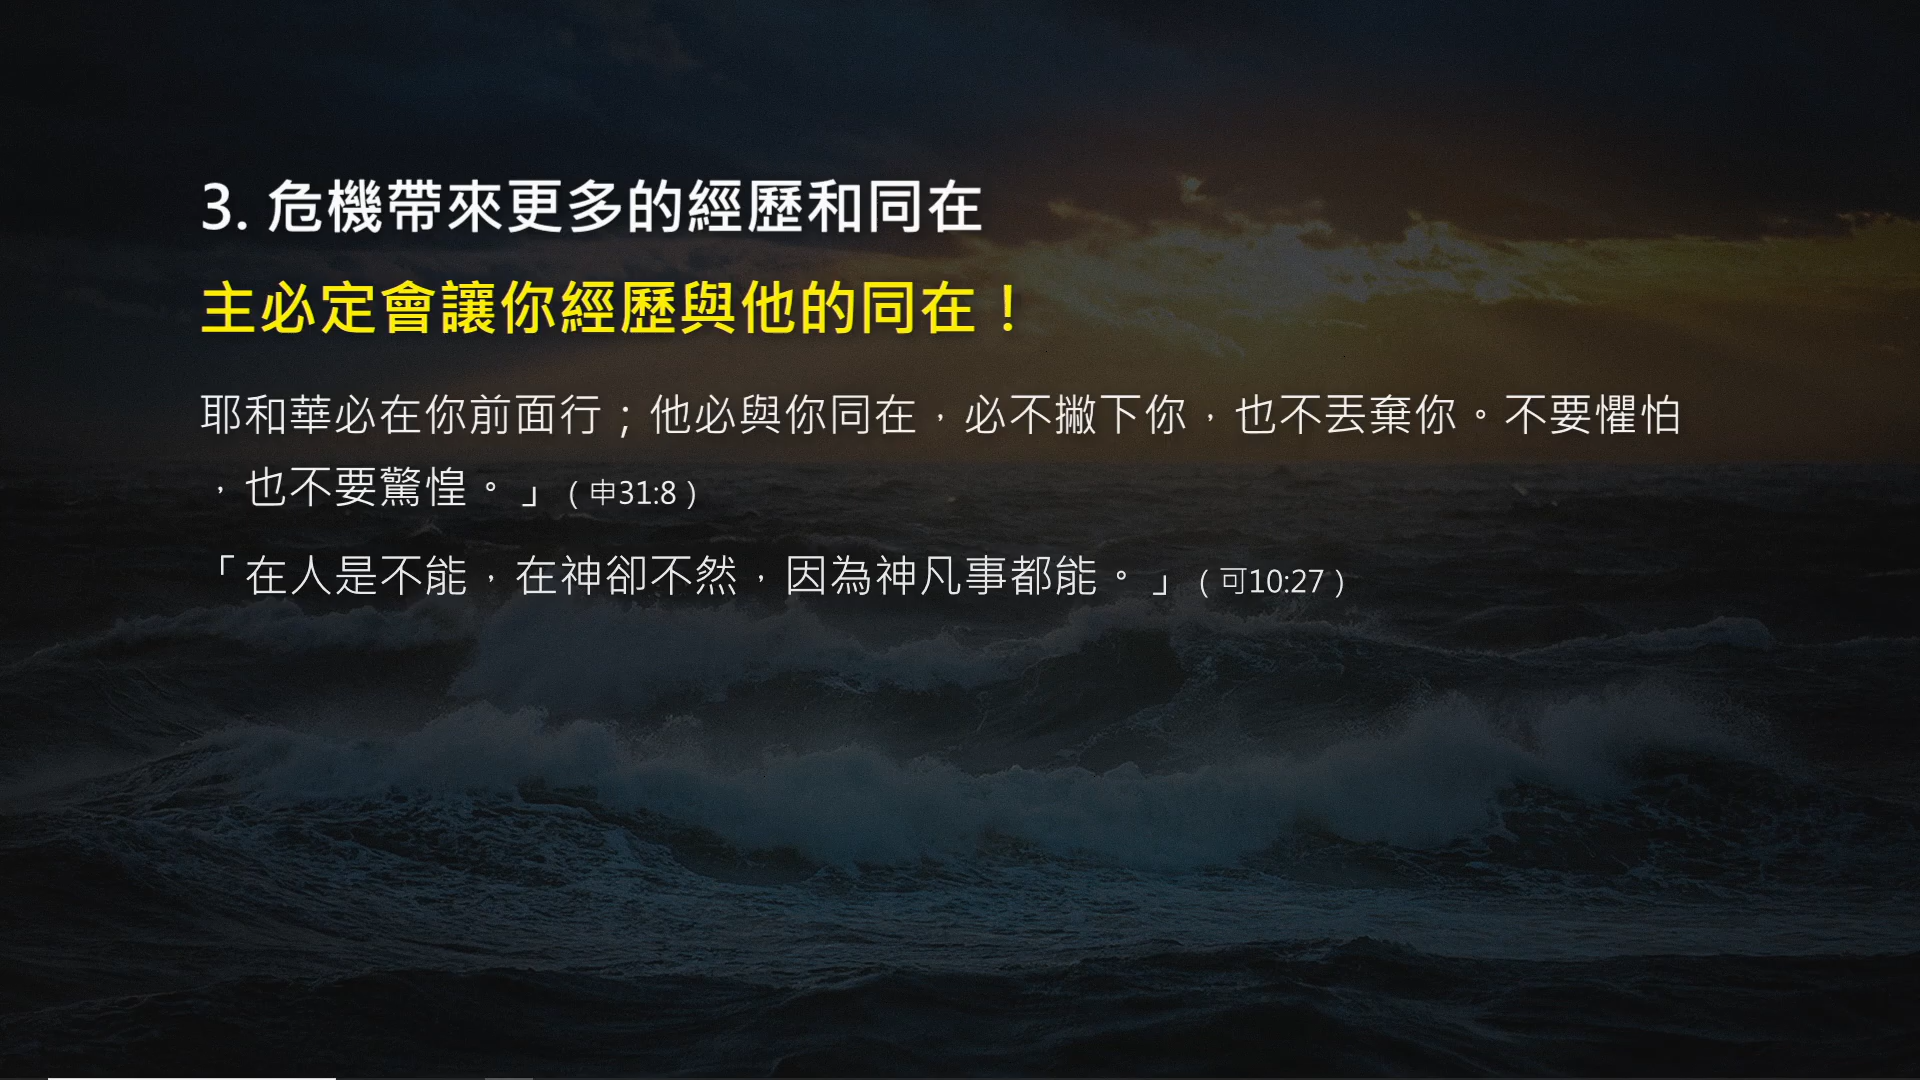 3. 危機帶來更多的經歷和同在
主必定會讓你經歷與他的同在！
耶和華必在你前面行；他必與你同在，必不撇下你，也不丟棄你。不要懼怕
，也不要驚惶。」（申31:8）
「在人是不能，在神卻不然，因為神凡事都能。」（可10:27）